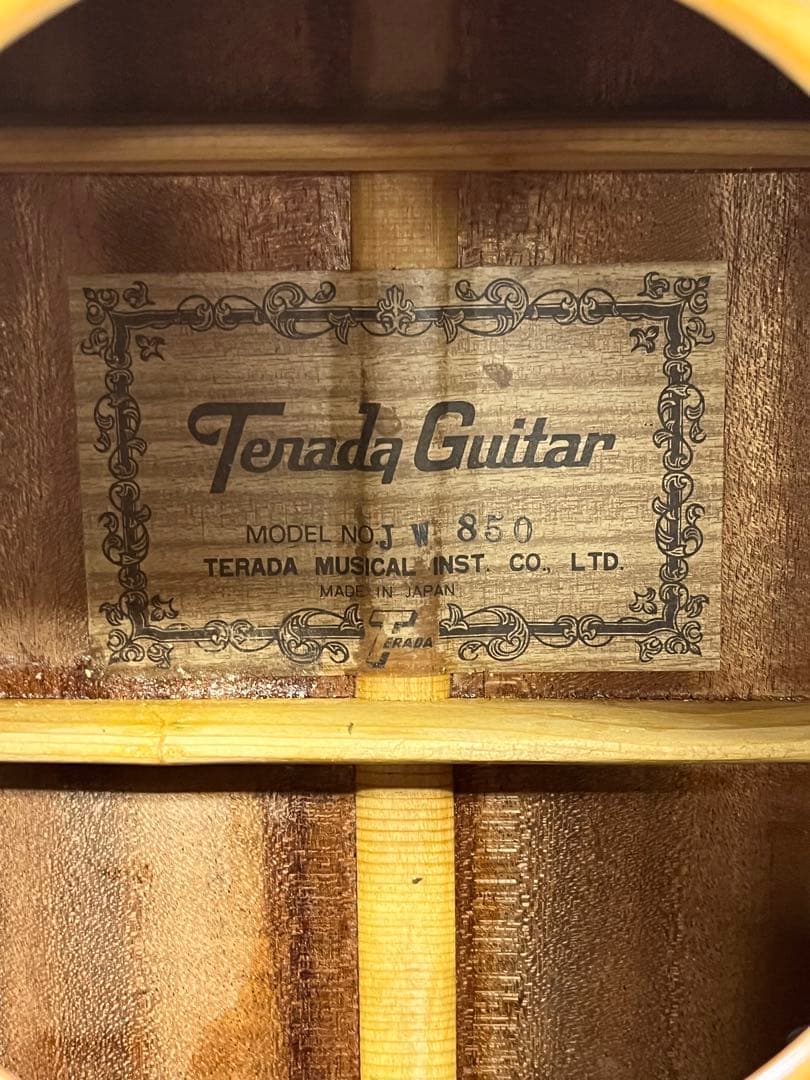 Terada Guitar
MODEL NO. JW 850
TERADA MUSICAL INST. CO., LTD.
MADE IN JAPAN
TERADA